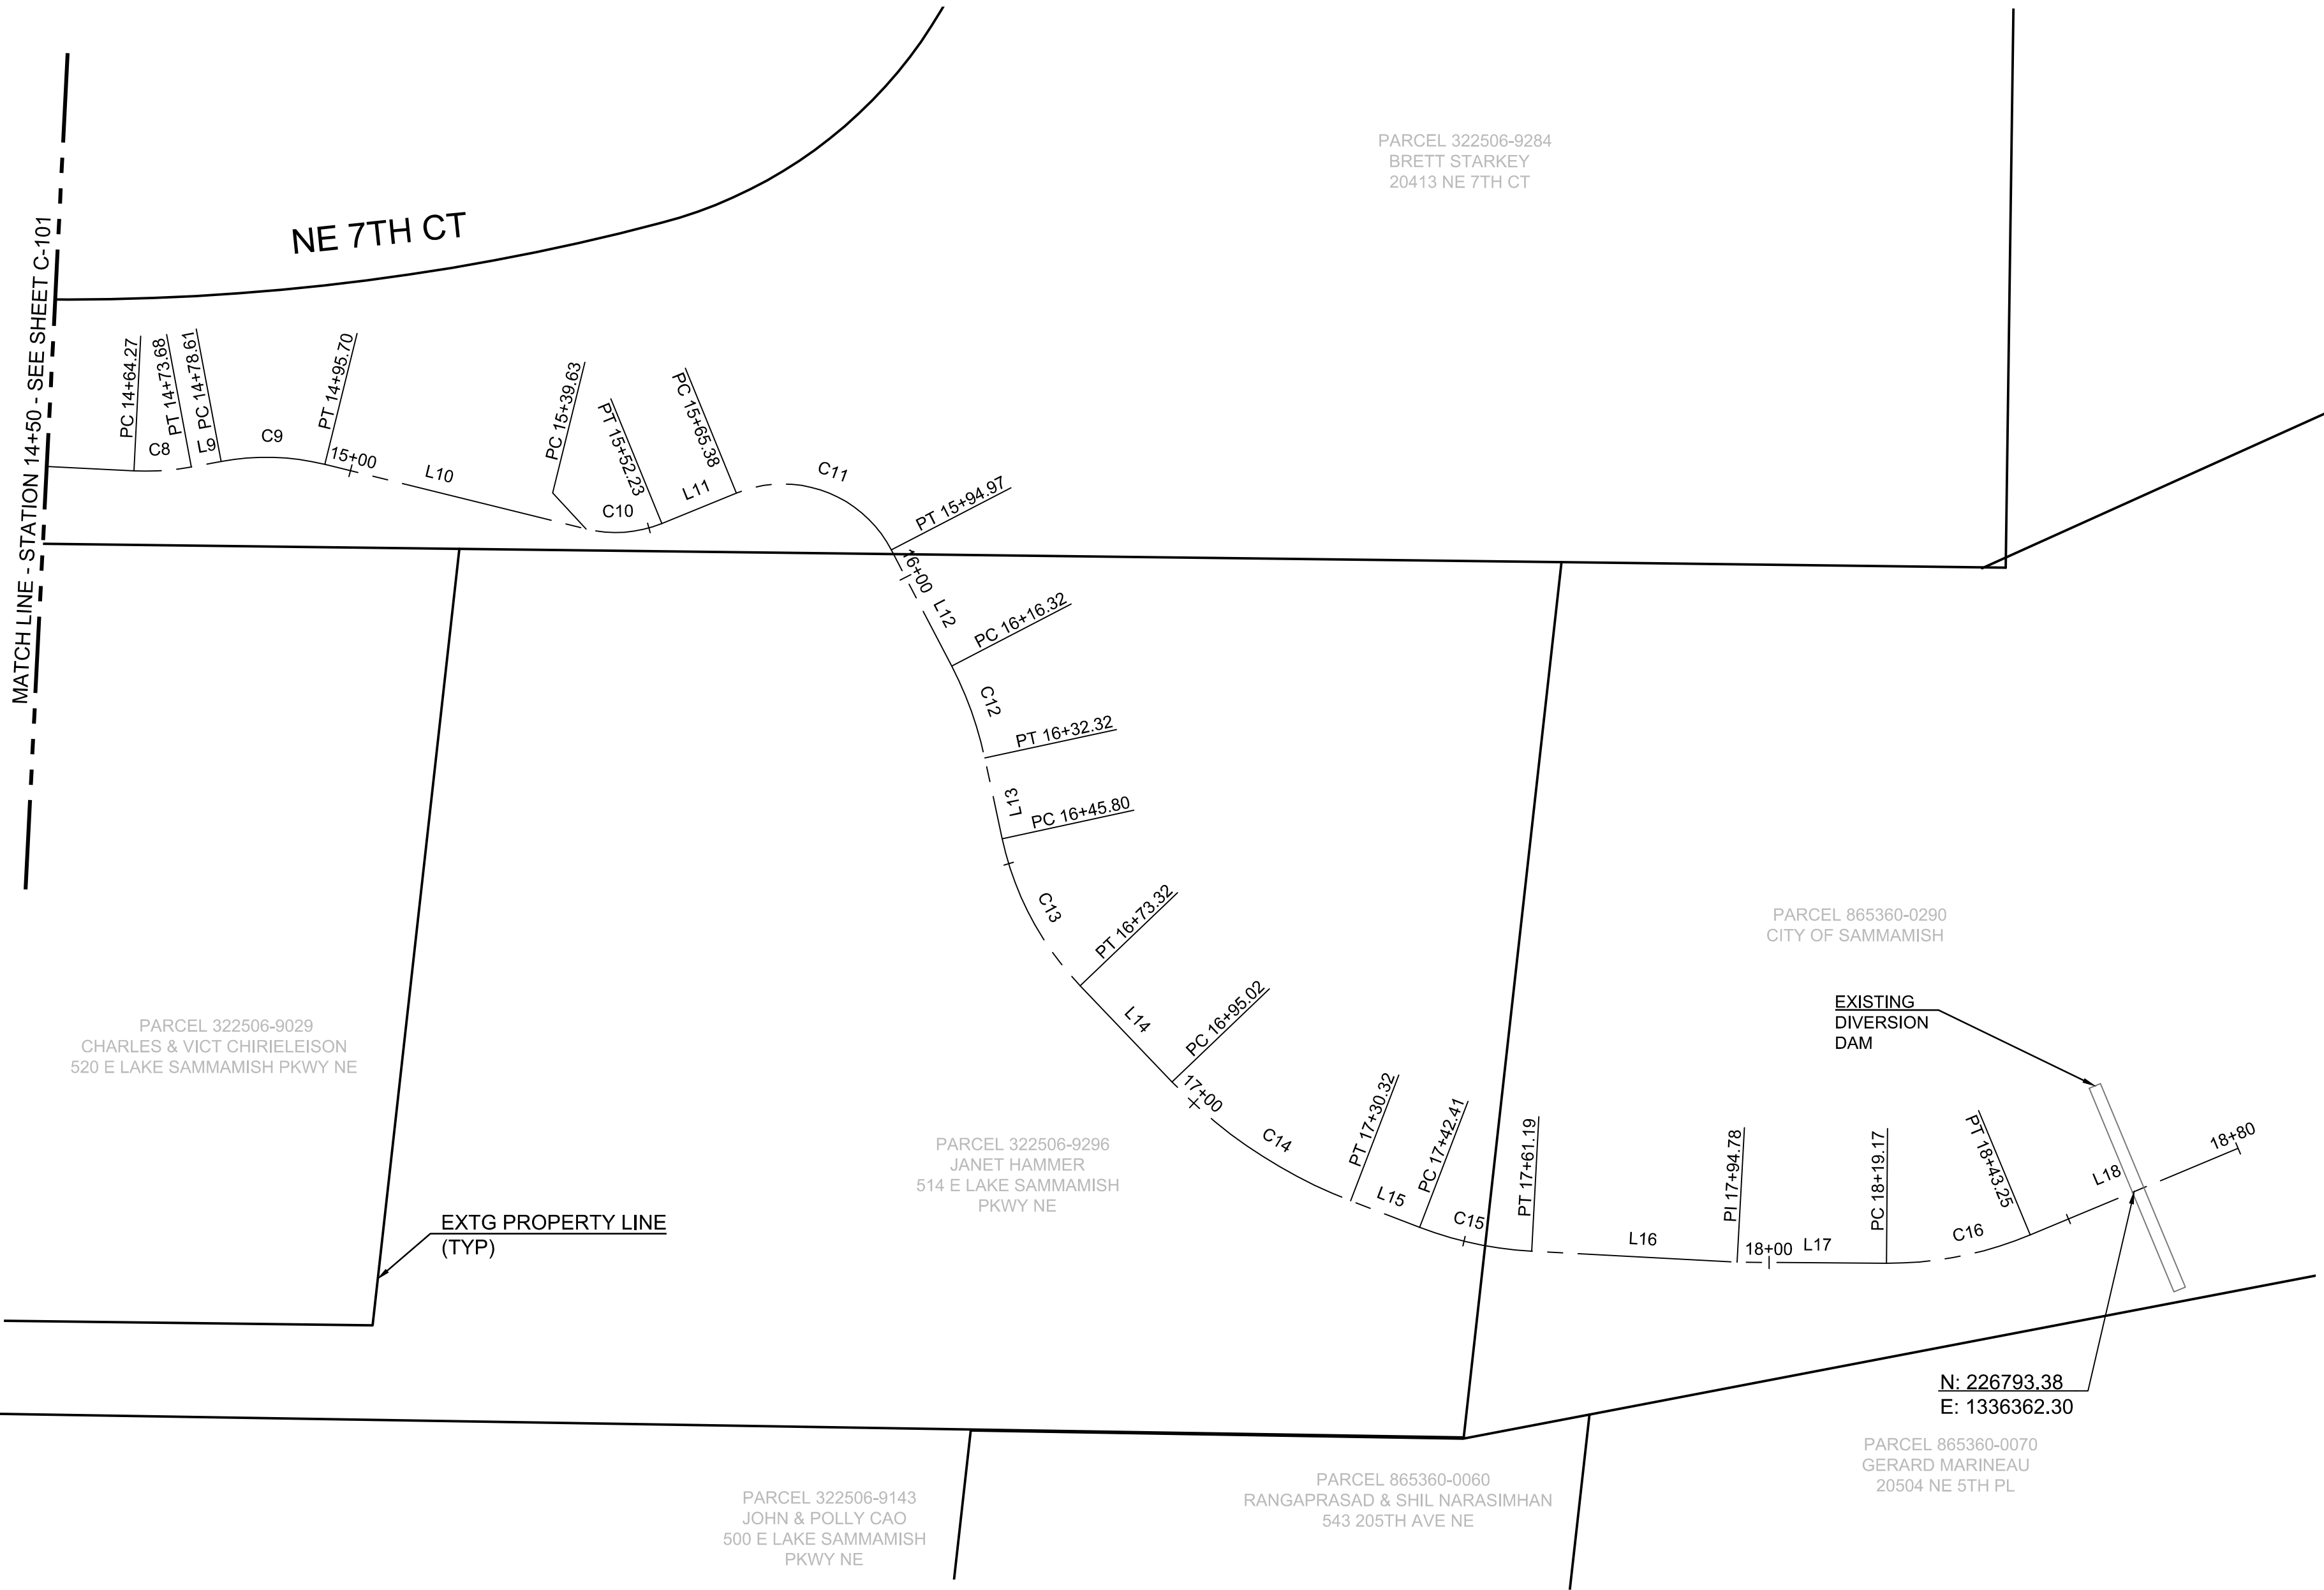 PARCEL 322506-9284
BRETT STARKEY
20413 NE 7TH CT
NE 7TH CT
MATCH LINE - STATION 14+50 - SEE SHEET C-101
PC 14+64.27
C8
PT 14+73.68
L9
PC 14+78.61
C9
PT 14+95.70
15+00
L10
PC 15+39.63
C10
PT 15+52.23
L11
PC 15+65.38
C11
PT 15+94.97
16+00
L12
PC 16+16.32
C12
PT 16+32.32
L13
PC 16+45.80
C13
PT 16+73.32
L14
PC 16+95.02
17+00
C14
PT 17+30.32
L15
PC 17+42.41
C15
PT 17+61.19
L16
PI 17+94.78
18+00
L17
PC 18+19.17
C16
PT 18+43.25
L18
18+80
PARCEL 865360-0290
CITY OF SAMMAMISH
EXISTING
DIVERSION
DAM
PARCEL 322506-9029
CHARLES & VICT CHIRIELEISON
520 E LAKE SAMMAMISH PKWY NE
PARCEL 322506-9296
JANET HAMMER
514 E LAKE SAMMAMISH
PKWY NE
EXTG PROPERTY LINE
(TYP)
N: 226793.38
E: 1336362.30
PARCEL 865360-0070
GERARD MARINEAU
20504 NE 5TH PL
PARCEL 865360-0060
RANGAPRASAD & SHIL NARASIMHAN
543 205TH AVE NE
PARCEL 322506-9143
JOHN & POLLY CAO
500 E LAKE SAMMAMISH
PKWY NE